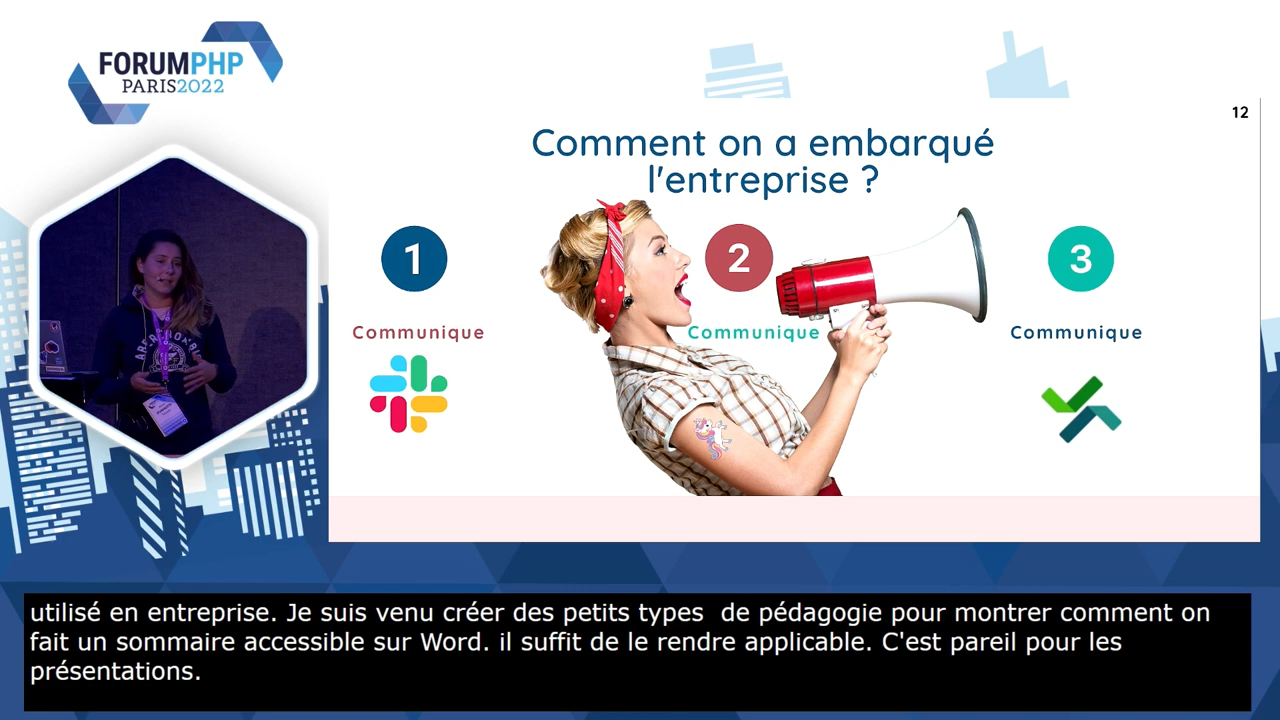 FORUMPHP
PARIS2022
12
Comment on a embarqué
l'entreprise ?
1
2
3
Communique
Communique
Communique
utilisé en entreprise. Je suis venu créer des petits types  de pédagogie pour montrer comment on
fait un sommaire accessible sur Word. il suffit de le rendre applicable. C'est pareil pour les
présentations.